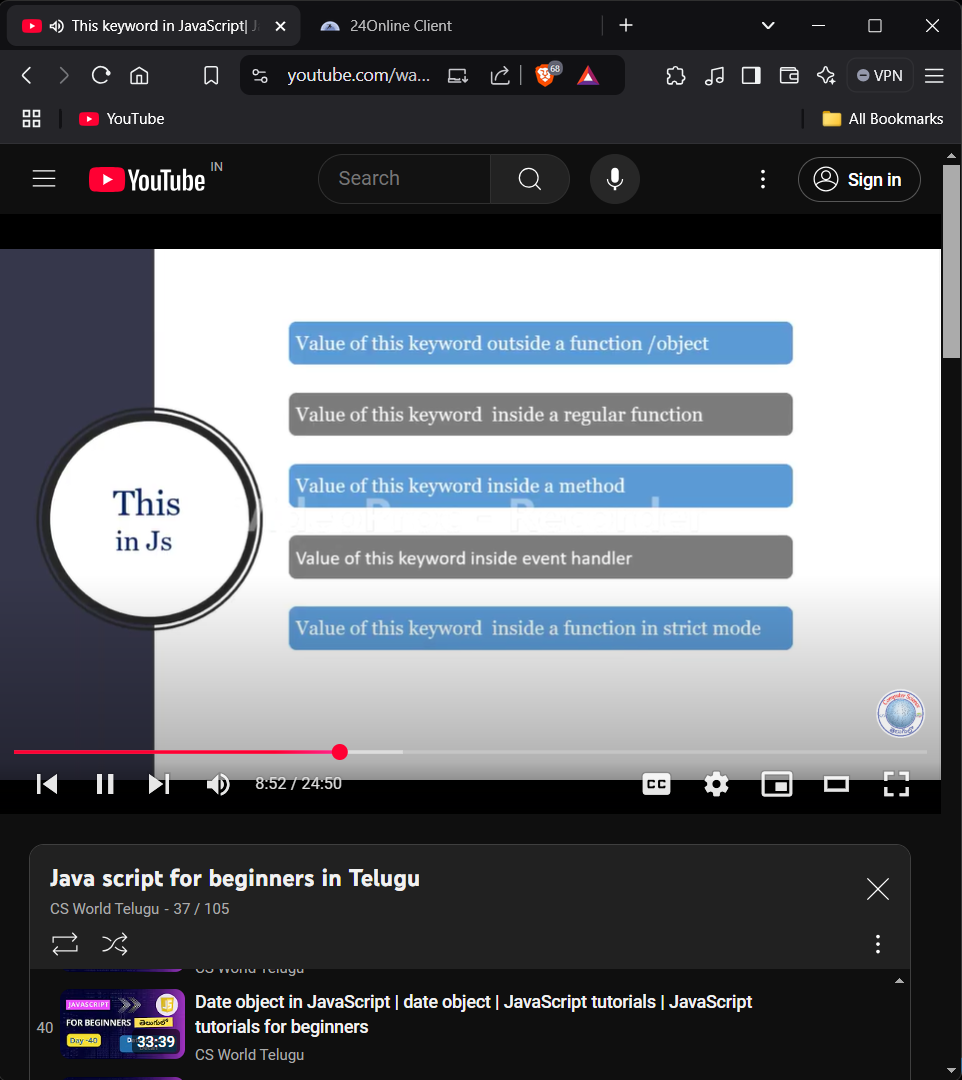 This keyword in JavaScript| J
24Online Client
youtube.com/wa...
68
VPN
YouTube
All Bookmarks
YouTube IN
Search
Sign in
Value of this keyword outside a function /object
Value of this keyword inside a regular function
This
in Js
Value of this keyword inside a method
Value of this keyword inside event handler
Value of this keyword inside a function in strict mode
Computer Science
8:52 / 24:50
CC
Java script for beginners in Telugu
CS World Telugu - 37 / 105
CS World Telugu
40
JAVASCRIPT
FOR BEGINNERS తెలుగులో
Day -40
33:39
Date object in JavaScript | date object | JavaScript tutorials | JavaScript
tutorials for beginners
CS World Telugu